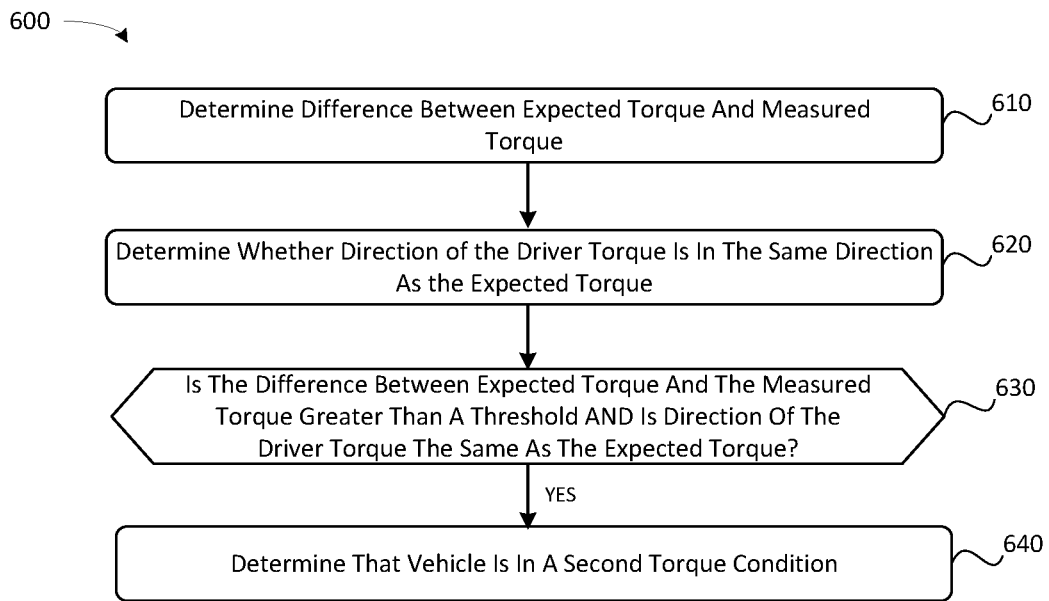 600
Determine Difference Between Expected Torque And Measured
Torque
610
Determine Whether Direction of the Driver Torque Is In The Same Direction
As the Expected Torque
620
Is The Difference Between Expected Torque And The Measured
Torque Greater Than A Threshold AND Is Direction Of The
Driver Torque The Same As The Expected Torque?
630
YES
Determine That Vehicle Is In A Second Torque Condition
640